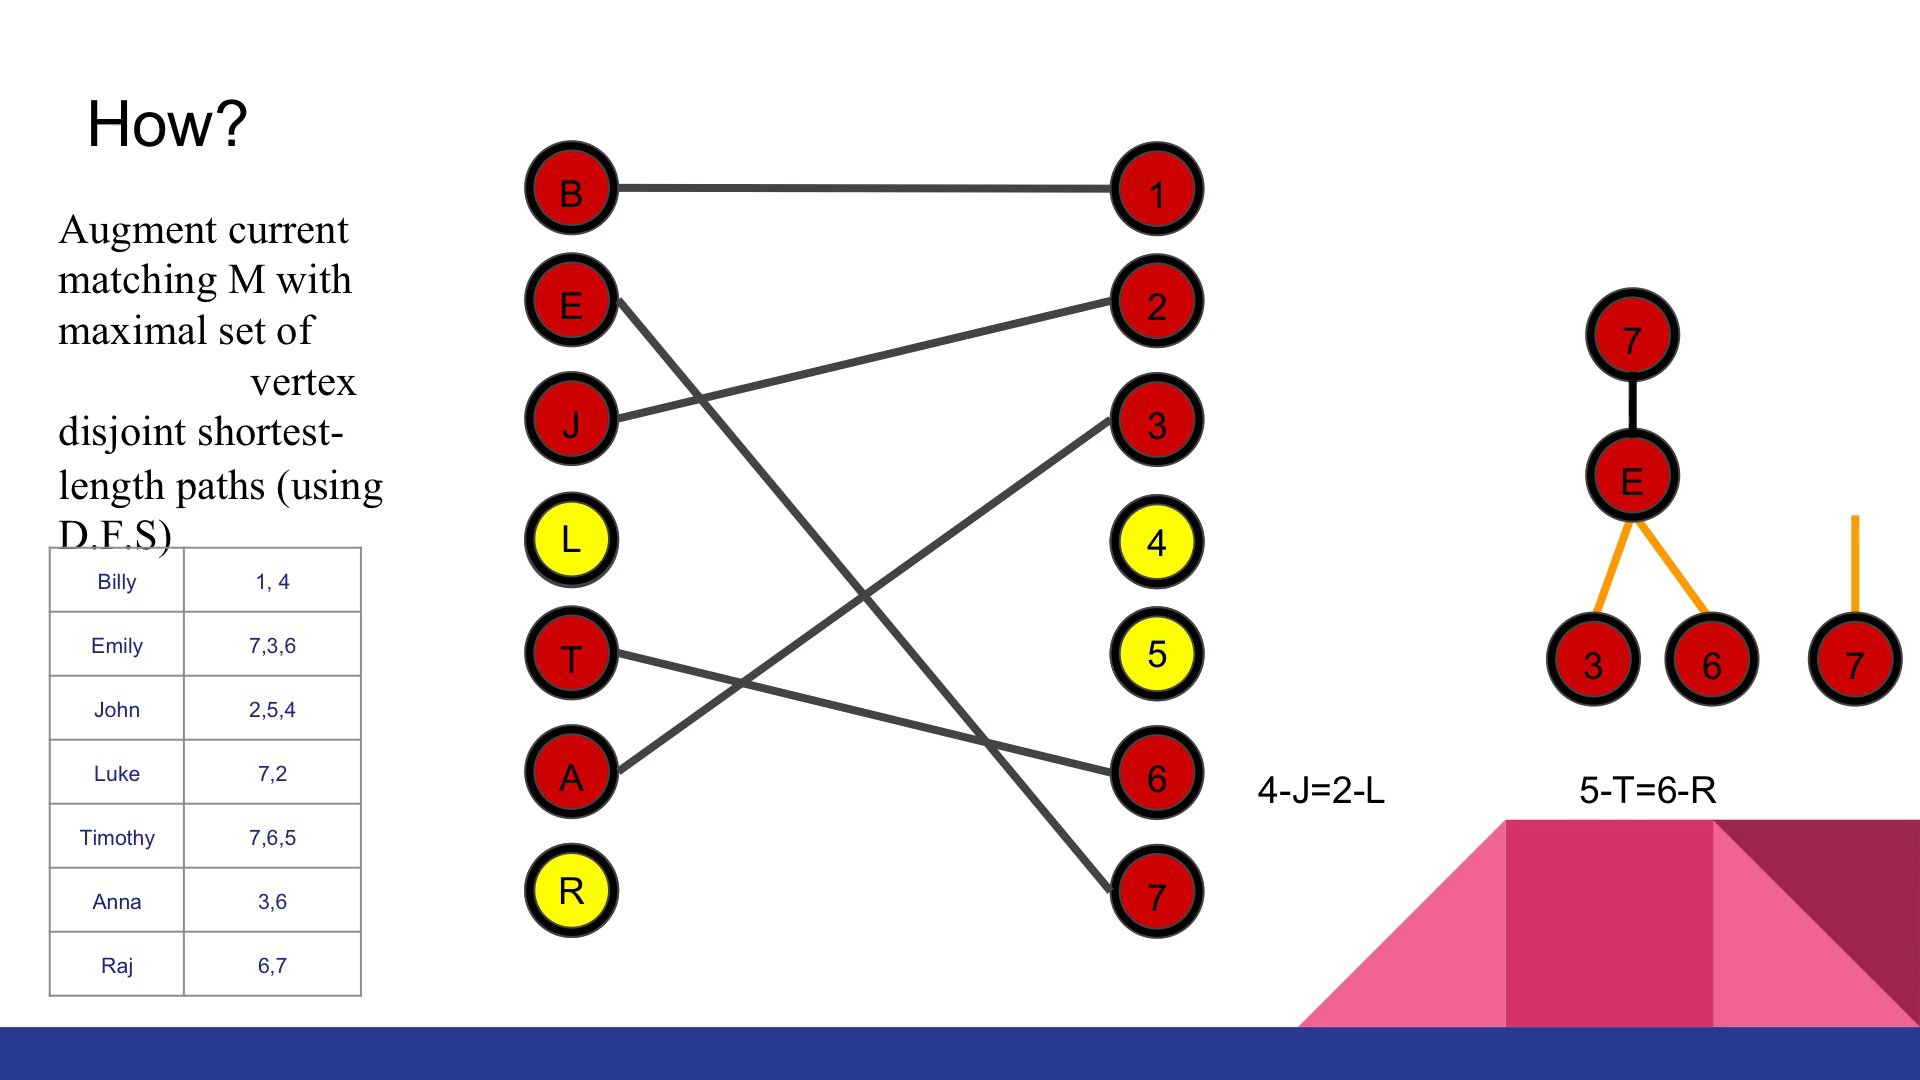 How?
Augment current
matching M with
maximal set of
vertex
disjoint shortest-
length paths (using
D.F.S)
Billy 1, 4
Emily 7,3,6
John 2,5,4
Luke 7,2
Timothy 7,6,5
Anna 3,6
Raj 6,7
B 1
E 2
J 3
L 4
T 5
A 6
R 7
7
E
3 6 7
4-J=2-L 5-T=6-R